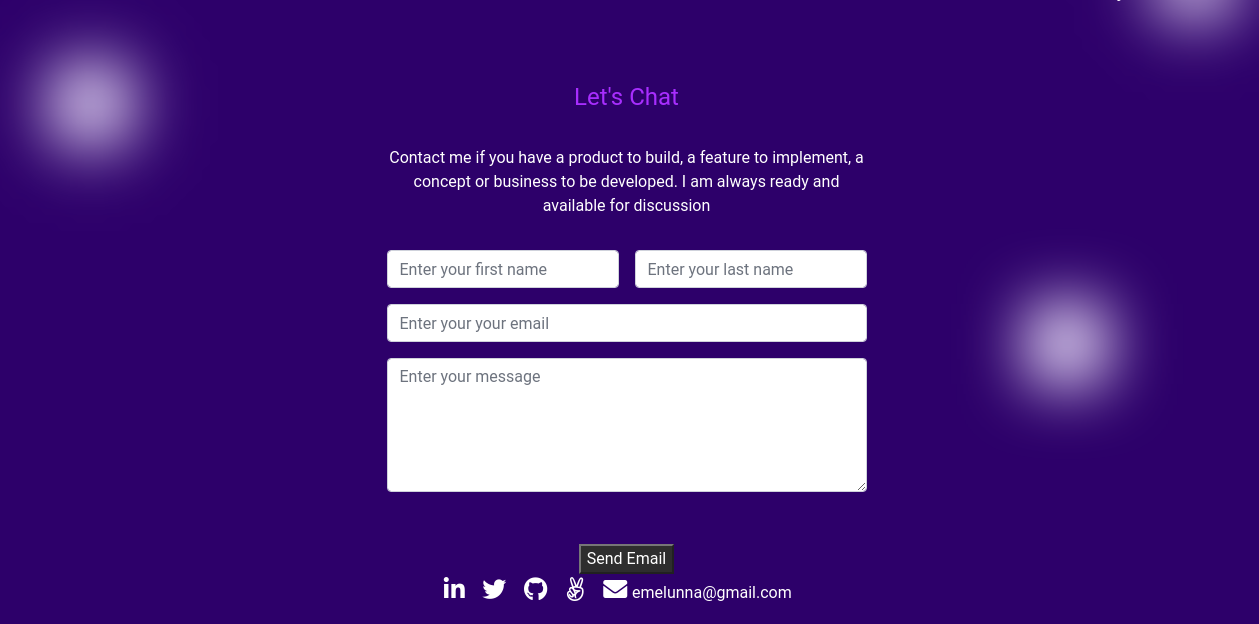 Let's Chat
Contact me if you have a product to build, a feature to implement, a
concept or business to be developed. I am always ready and
available for discussion
Enter your first name
Enter your last name
Enter your your email
Enter your message
Send Email
emelunna@gmail.com